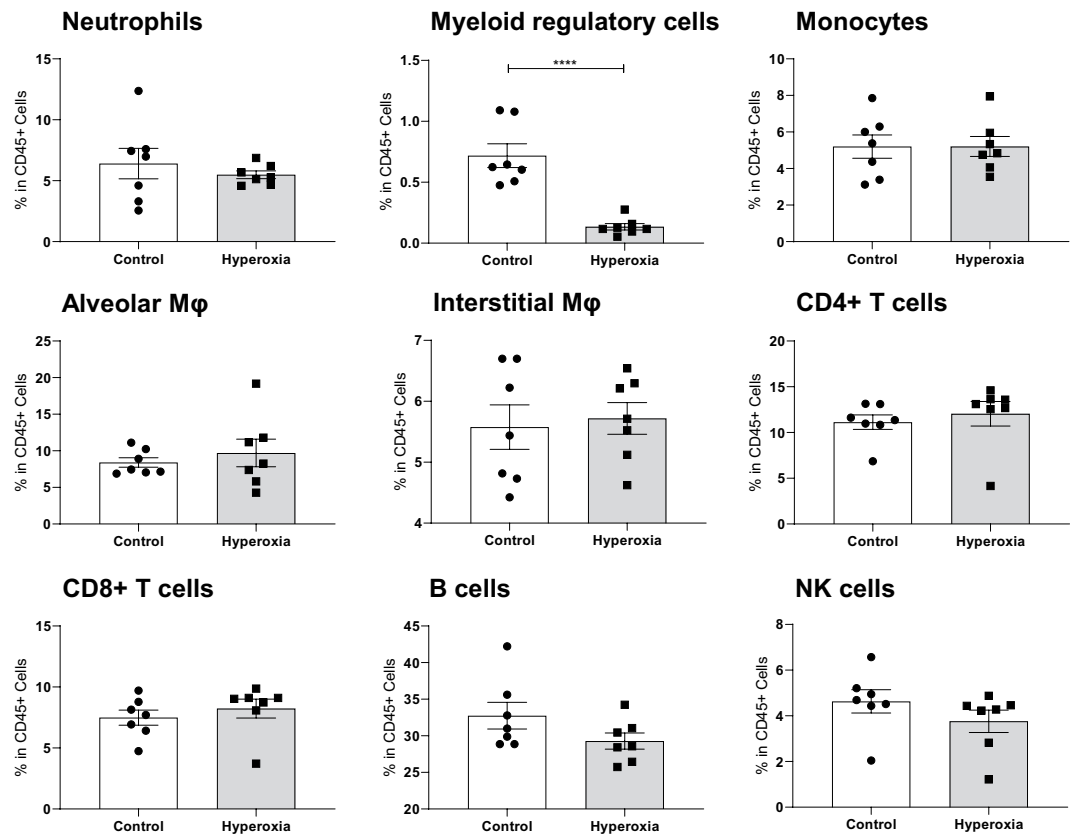 Neutrophils
% in CD45+ Cells
15
10
5
0
Control Hyperoxia
Myeloid regulatory cells
% in CD45+ Cells
1.5
1.0
0.5
0.0
****
Control Hyperoxia
Monocytes
% in CD45+ Cells
10
8
6
4
2
0
Control Hyperoxia
Alveolar Mφ
% in CD45+ Cells
25
20
15
10
5
0
Control Hyperoxia
Interstitial Mφ
% in CD45+ Cells
7
6
5
4
Control Hyperoxia
CD4+ T cells
% in CD45+ Cells
20
15
10
5
0
Control Hyperoxia
CD8+ T cells
% in CD45+ Cells
15
10
5
0
Control Hyperoxia
B cells
% in CD45+ Cells
45
40
35
30
25
20
Control Hyperoxia
NK cells
% in CD45+ Cells
8
6
4
2
0
Control Hyperoxia